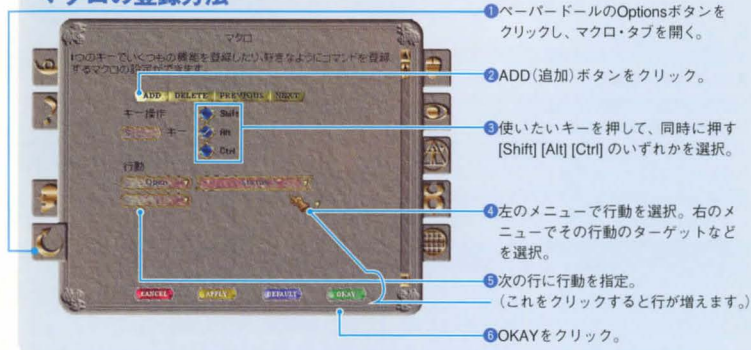 マクロの登録方法
マクロ
1つのキーでいくつもの機能を登録したり、好きなようにコマンドを登録
するマクロの設定ができます。
ADD DELETE PREVIOUS NEXT
キー操作
キー
Shift
Alt
Ctrl
行動
Open
CANCEL APPLY DEFAULT OKAY
❶ペーパードールのOptionsボタンを
クリックし、マクロ・タブを開く。
❷ADD(追加)ボタンをクリック。
❸使いたいキーを押して、同時に押す
[Shift] [Alt] [Ctrl] のいずれかを選択。
❹左のメニューで行動を選択。右のメ
ニューでその行動のターゲットなど
を選択。
❺次の行に行動を指定。
(これをクリックすると行が増えます。)
❻OKAYをクリック。